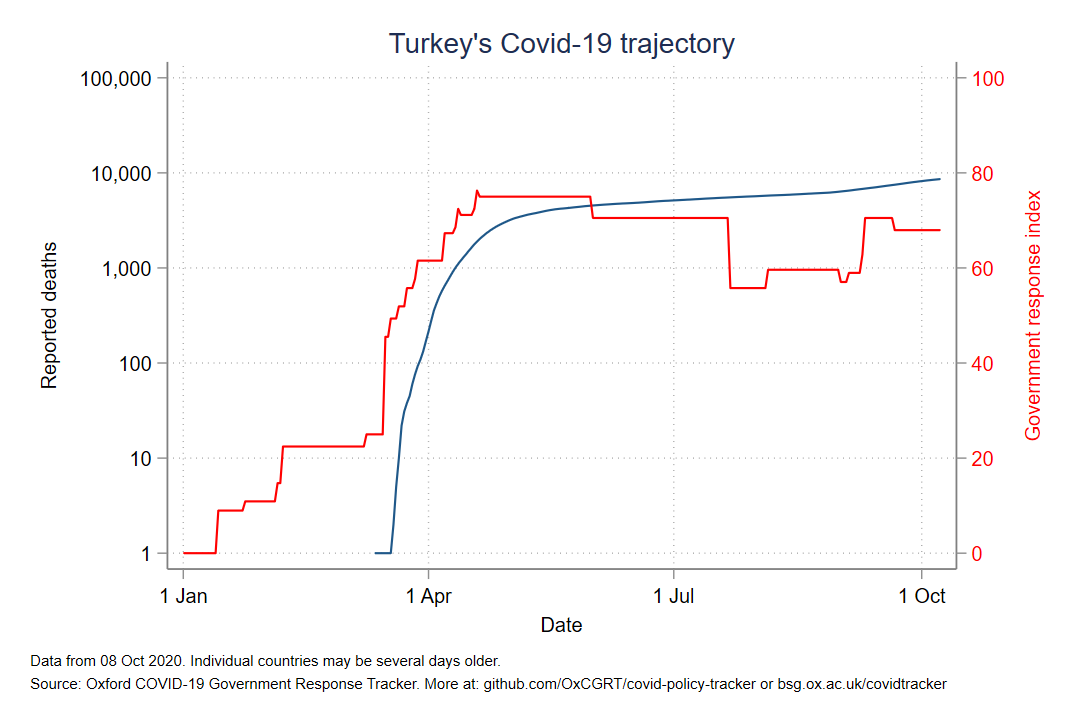 Turkey's Covid-19 trajectory
100,000
10,000
1,000
100
10
1
Reported deaths
100
80
60
40
20
0
Government response index
1 Jan
1 Apr
1 Jul
1 Oct
Date
Data from 08 Oct 2020. Individual countries may be several days older.
Source: Oxford COVID-19 Government Response Tracker. More at: github.com/OxCGRT/covid-policy-tracker or bsg.ox.ac.uk/covidtracker